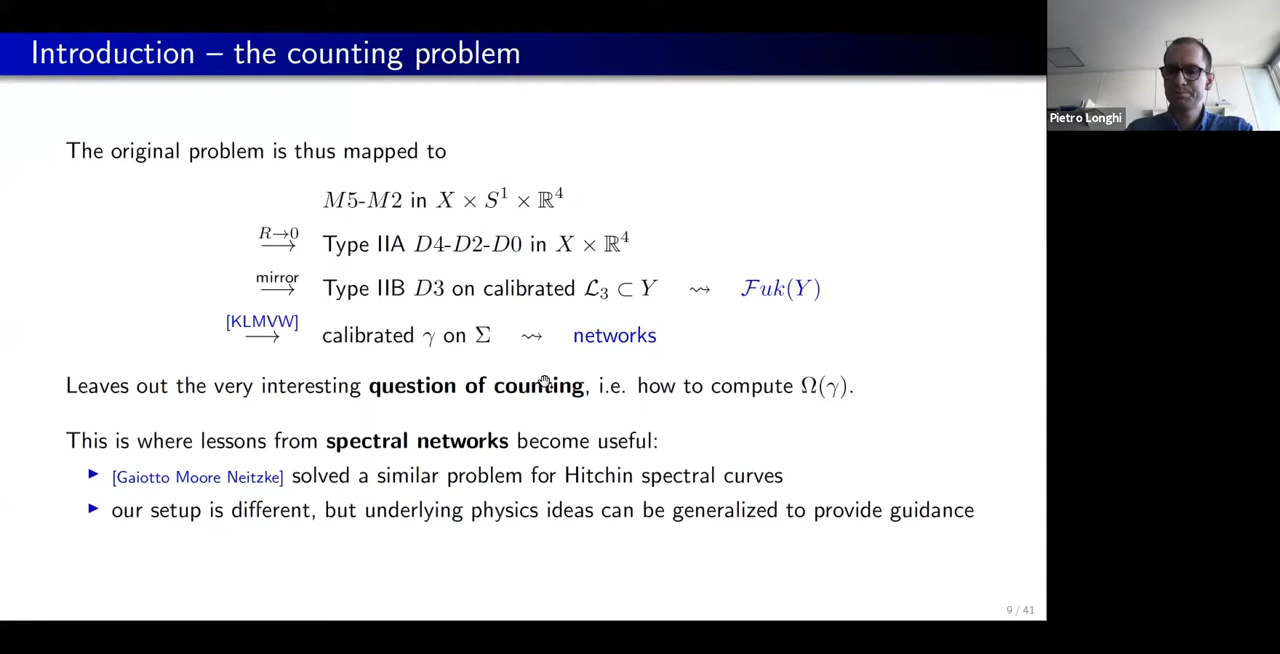 Introduction – the counting problem
Pietro Longhi
The original problem is thus mapped to
M5-M2 in X × S¹ × ℝ⁴
R→0 ⟶ Type IIA D4-D2-D0 in X × ℝ⁴
mirror ⟶ Type IIB D3 on calibrated ℒ₃ ⊂ Y ⇝ ℱuk(Y)
[KLMVW] ⟶ calibrated γ on Σ ⇝ networks
Leaves out the very interesting question of counting, i.e. how to compute Ω(γ).
This is where lessons from spectral networks become useful:
▶ [Gaiotto Moore Neitzke] solved a similar problem for Hitchin spectral curves
▶ our setup is different, but underlying physics ideas can be generalized to provide guidance
9 / 41